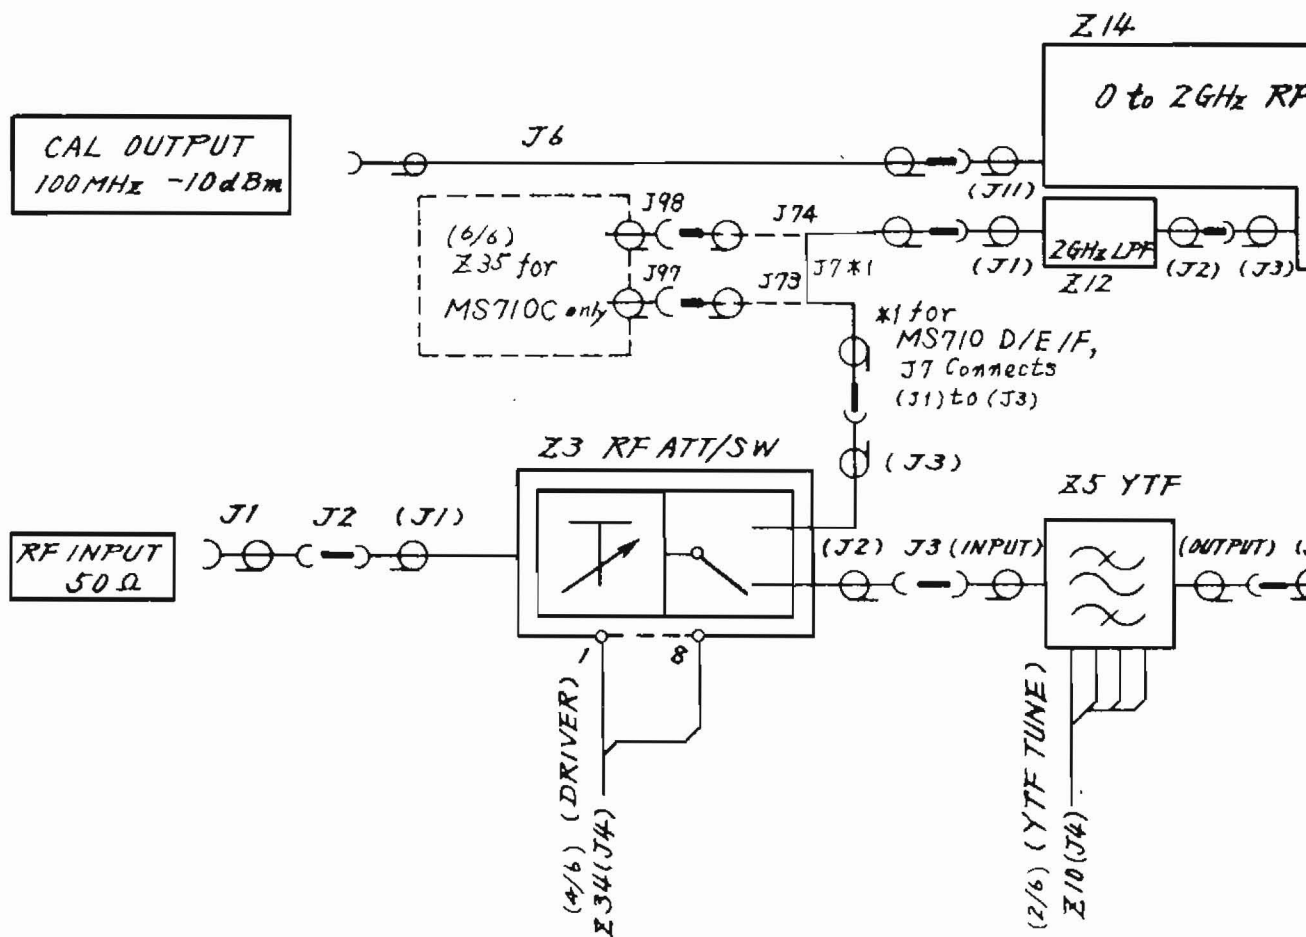 Z14
0 to 2GHz RF
CAL OUTPUT
100MHz -10dBm
J6
(J11)
(6/6)
Z35 for
MS710C only
J98
J74
J97
J73
J7*1
(J1)
2GHz LPF
Z12
(J2)
(J3)
*1 for
MS710 D/E/F,
J7 Connects
(J1) to (J3)
(J3)
Z3 RF ATT/SW
Z5 YTF
RF INPUT
50Ω
J1
J2
(J1)
(J2)
J3
(INPUT)
(OUTPUT)
1
8
(4/6) (DRIVER)
Z34(J4)
(2/6) (YTF TUNE)
Z10(J4)